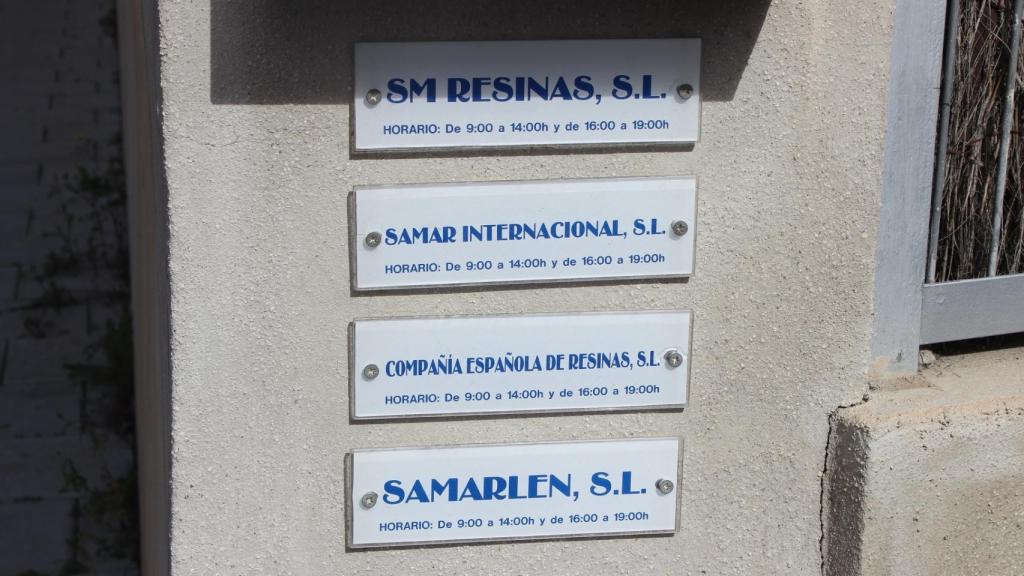 SM RESINAS, S.L.
HORARIO: De 9:00 a 14:00h y de 16:00 a 19:00h
SAMAR INTERNACIONAL, S.L.
HORARIO: De 9:00 a 14:00h y de 16:00 a 19:00h
COMPAÑÍA ESPAÑOLA DE RESINAS, S.L.
HORARIO: De 9:00 a 14:00h y de 16:00 a 19:00h
SAMARLEN, S.L.
HORARIO: De 9:00 a 14:00h y de 16:00 a 19:00h